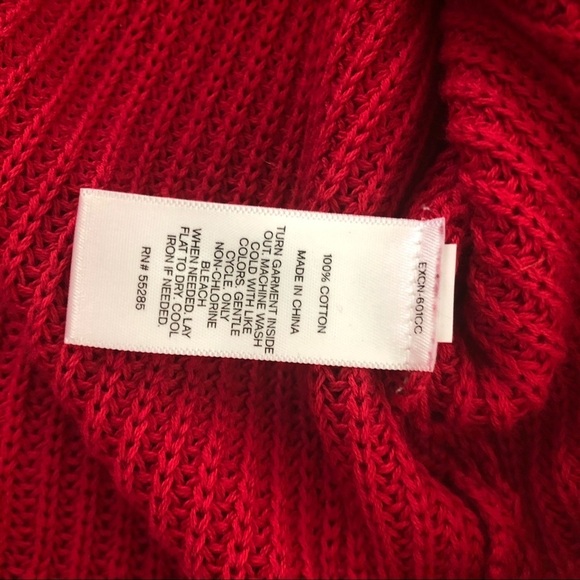 EXCN-601CC
100% COTTON
MADE IN CHINA
TURN GARMENT INSIDE
OUT. MACHINE WASH
COLD WITH LIKE
COLORS. GENTLE
CYCLE. ONLY
NON-CHLORINE
BLEACH
WHEN NEEDED. LAY
FLAT TO DRY. COOL
IRON IF NEEDED.
RN# 55285